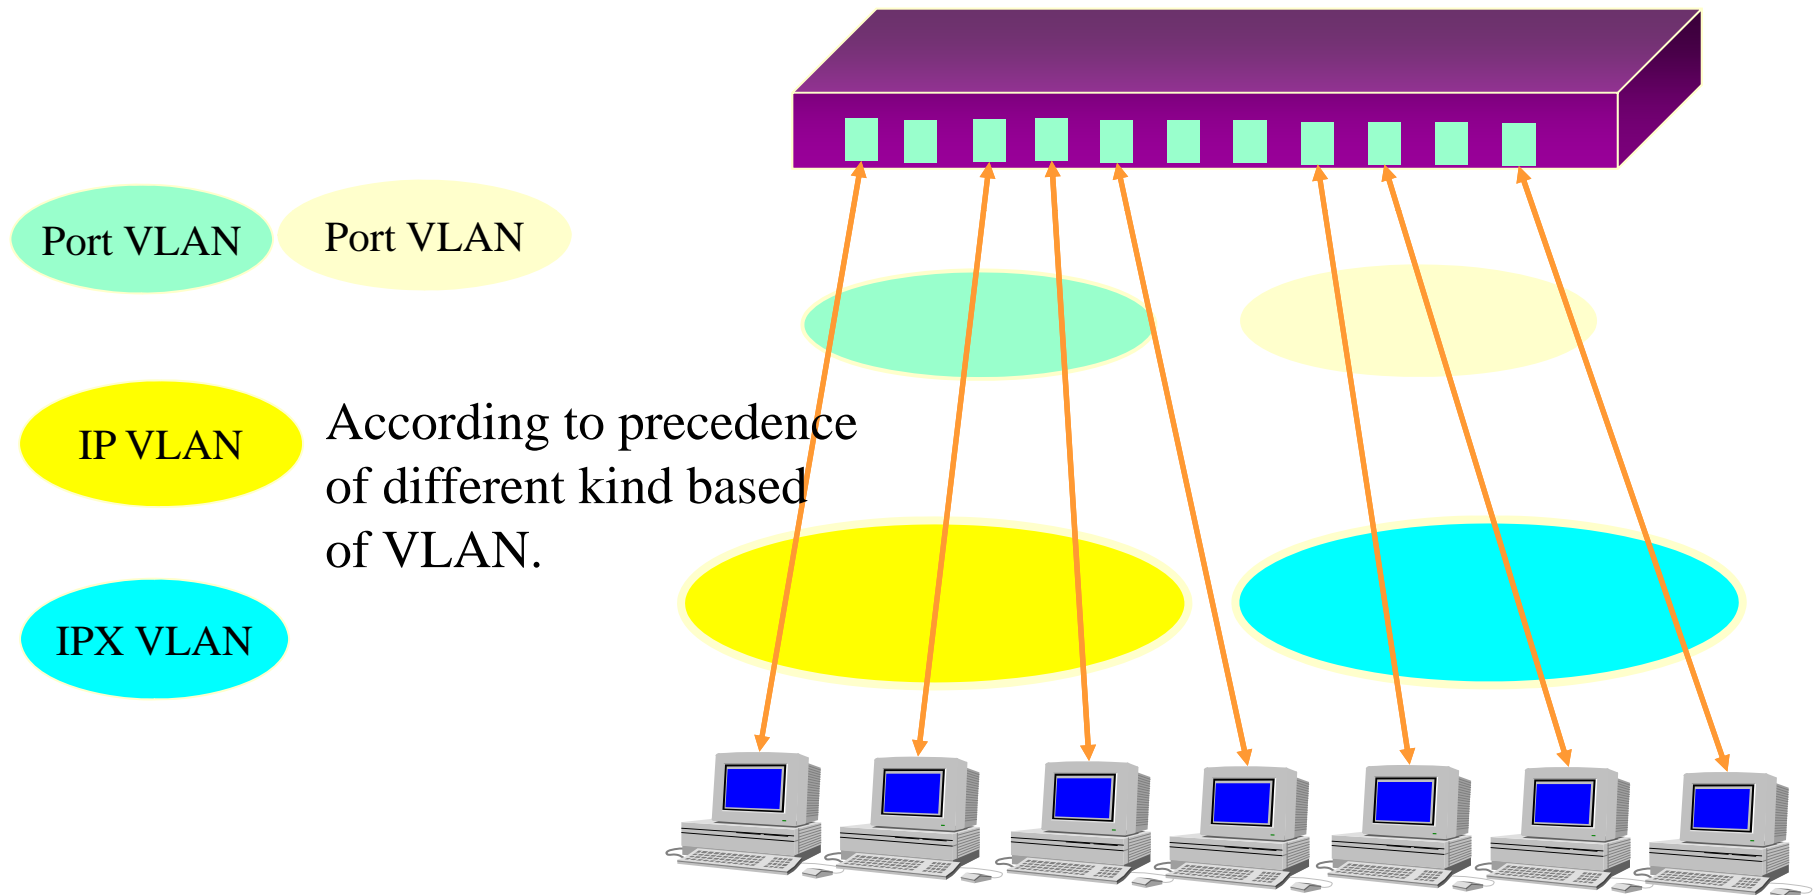 Port VLAN
Port VLAN
IP VLAN
According to precedence
of different kind based
of VLAN.
IPX VLAN